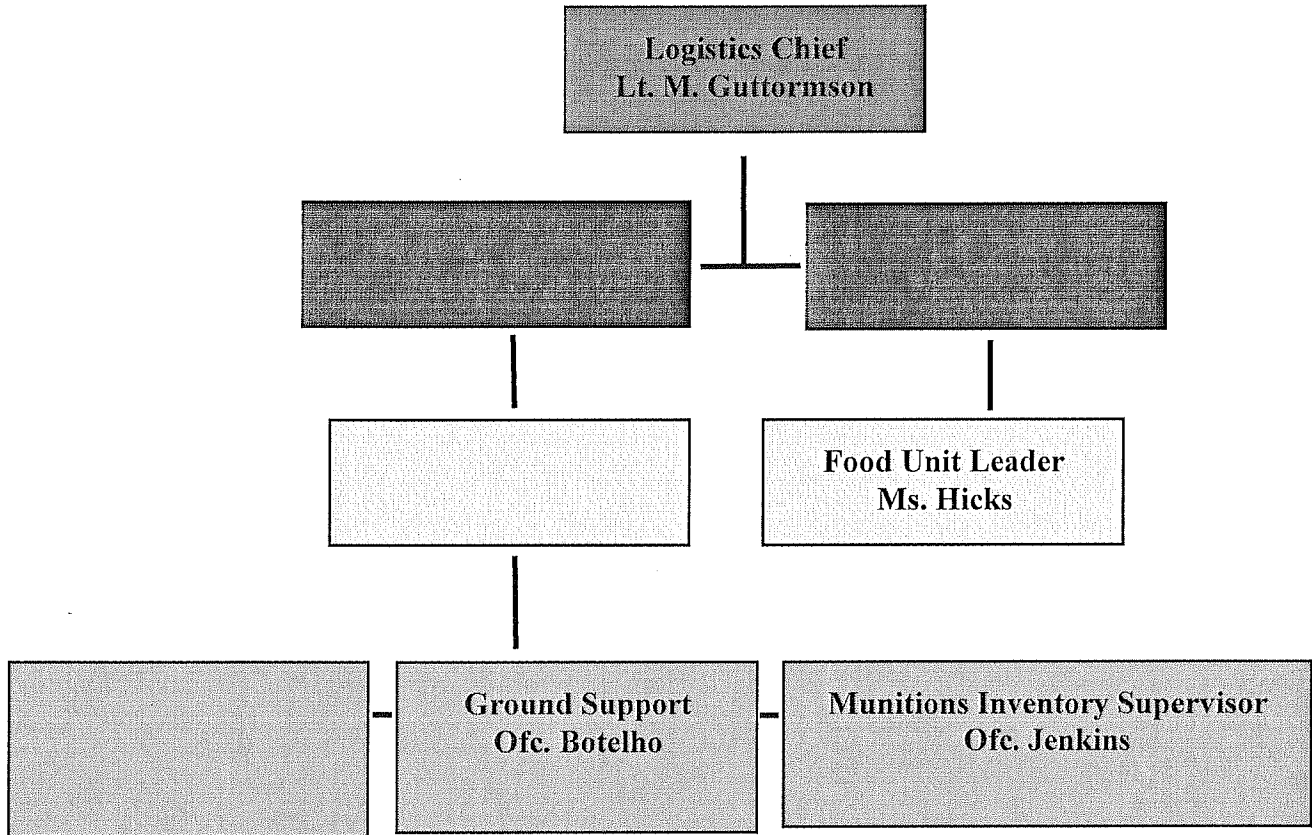 Logistics Chief
Lt. M. Guttormson
Food Unit Leader
Ms. Hicks
Ground Support
Ofc. Botelho
Munitions Inventory Supervisor
Ofc. Jenkins